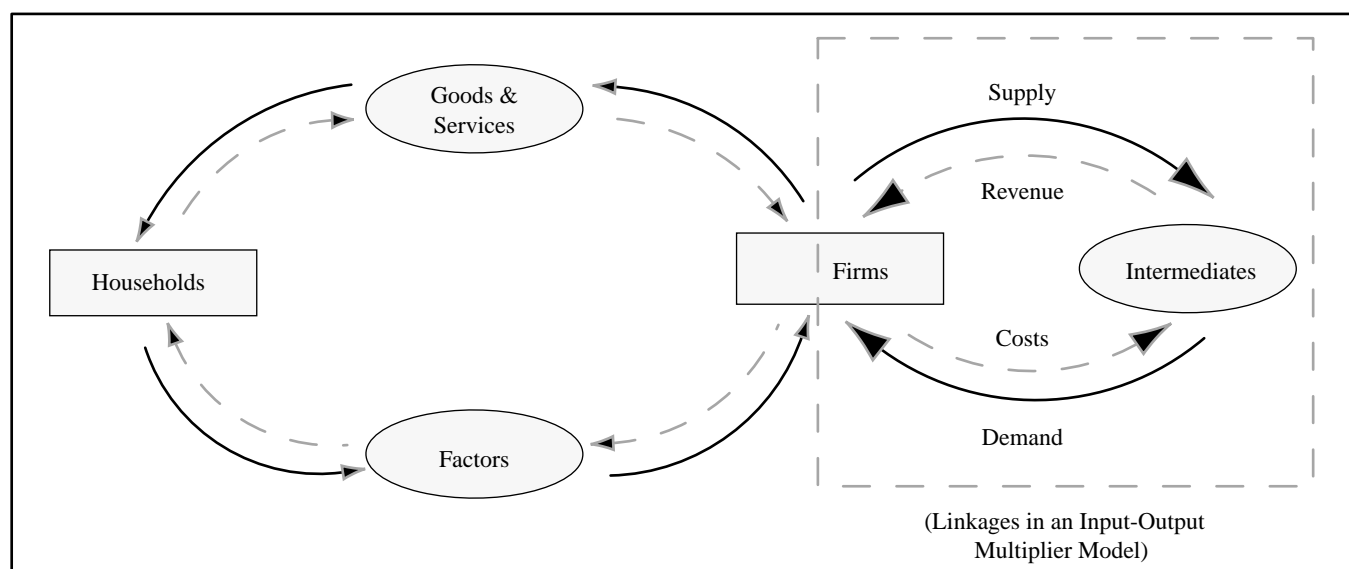 Goods &
Services
Supply
Revenue
Households
Firms
Intermediates
Costs
Factors
Demand
(Linkages in an Input-Output
Multiplier Model)